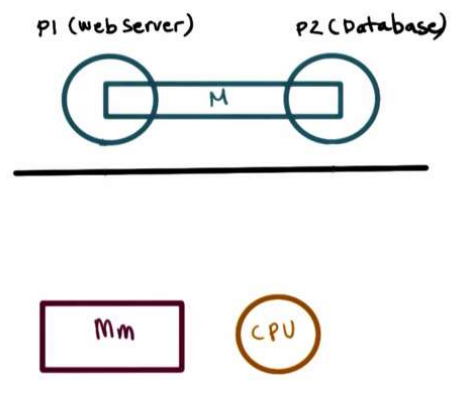 P1 (Web Server)
P2 (Database)
M
Mm
CPU